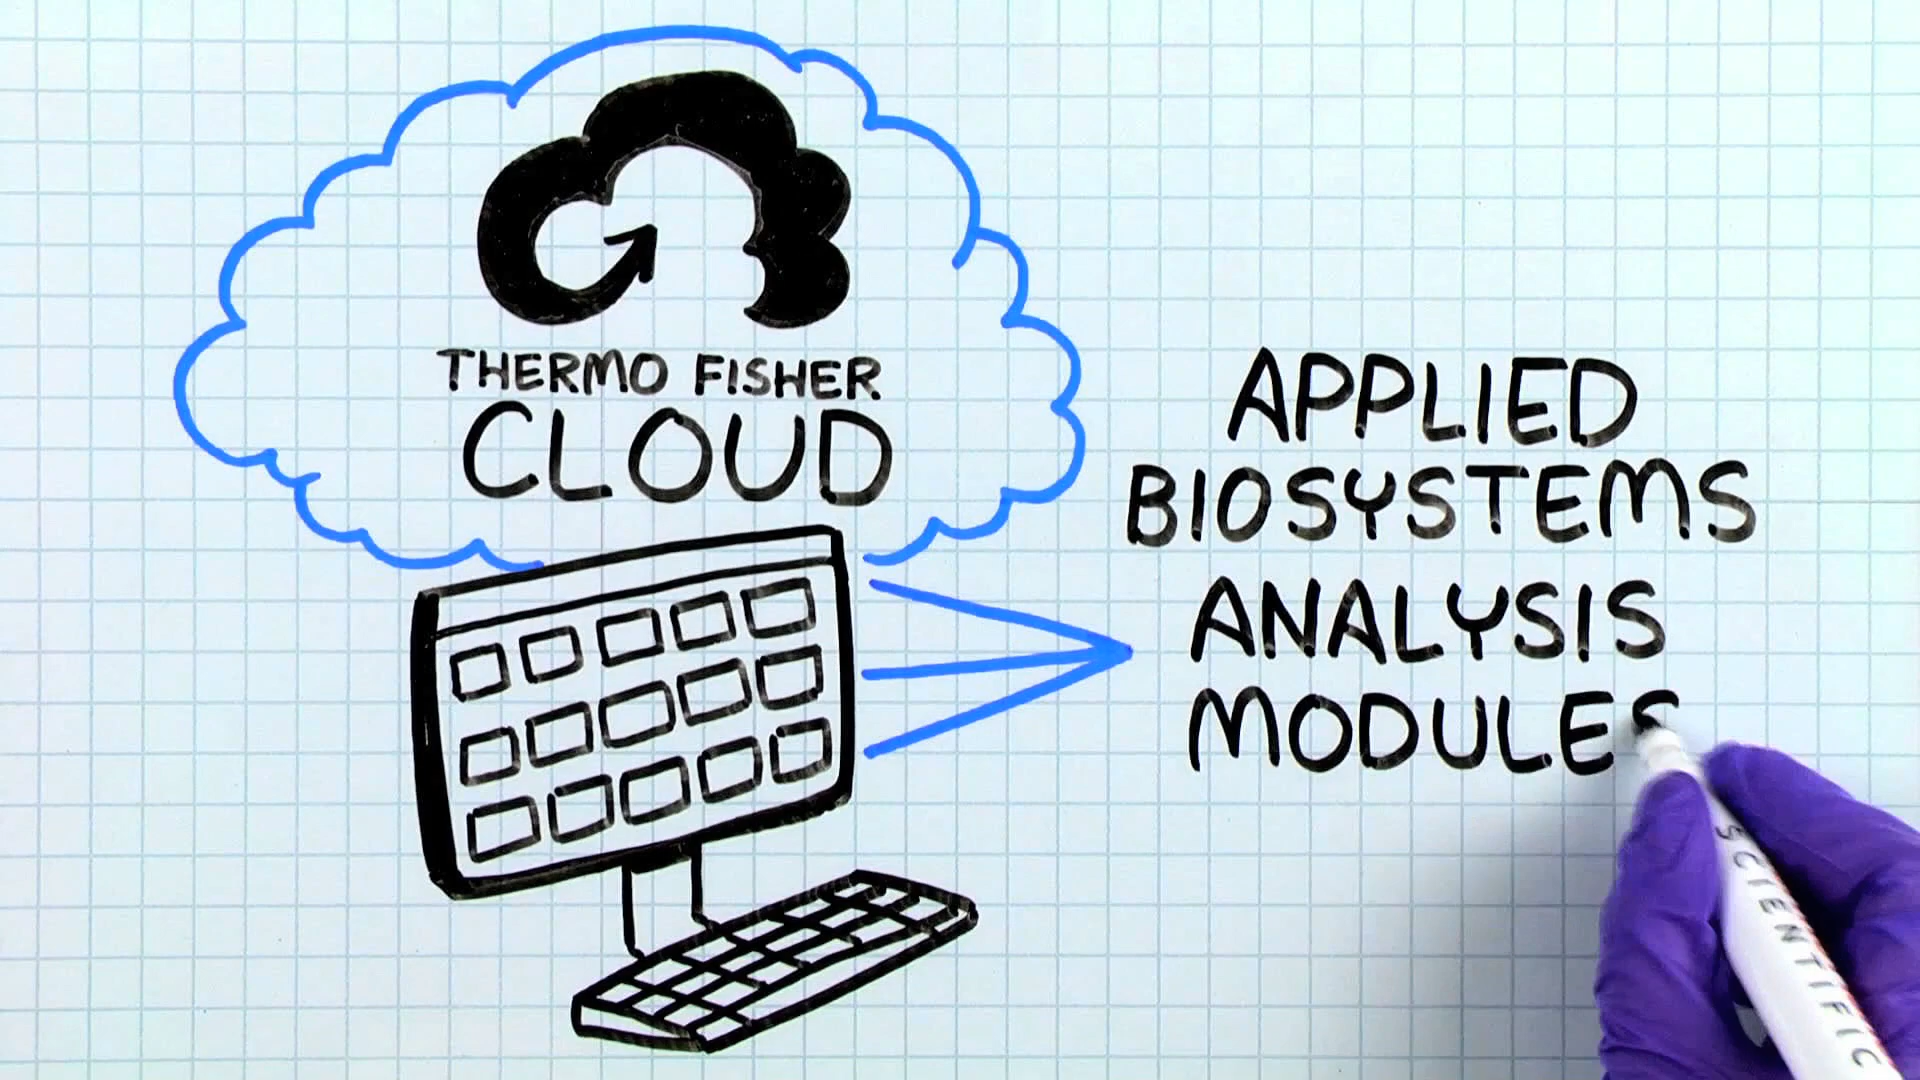 THERMO FISHER
CLOUD
APPLIED
BIOSYSTEMS
ANALYSIS
MODULES
SCIENTIFIC